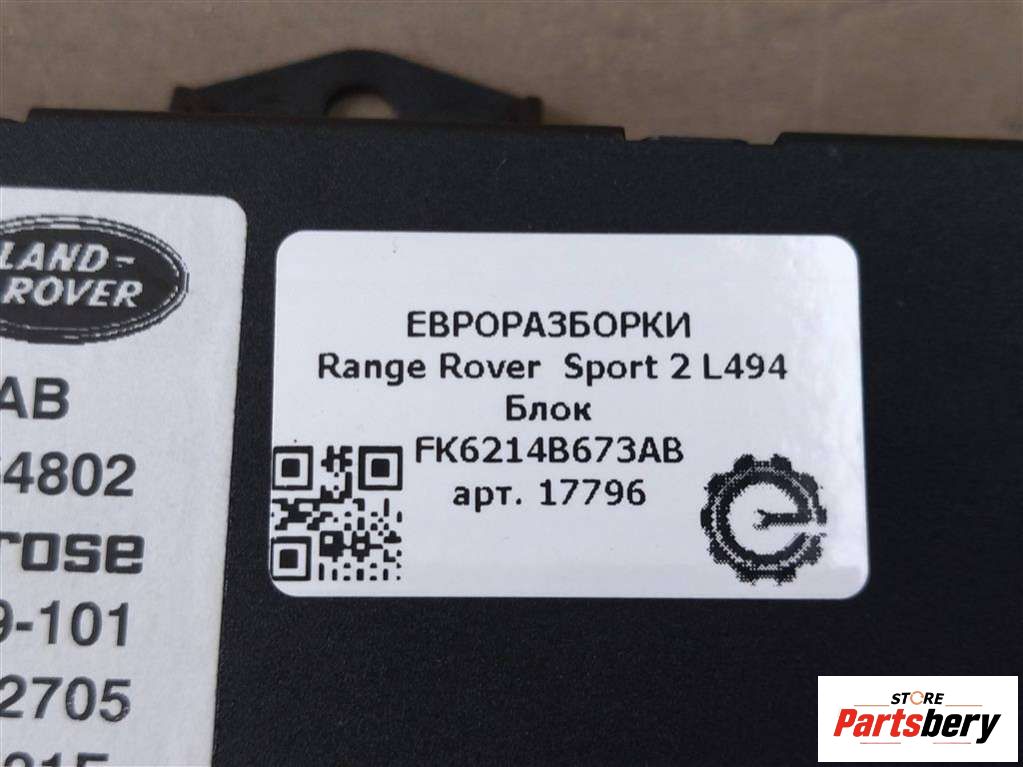 LAND-
ROVER
AB
4802
rose
9-101
2705
ЕВРОРАЗБОРКИ
Range Rover Sport 2 L494
Блок
FK6214B673AB
арт. 17796
STORE
Partsbery